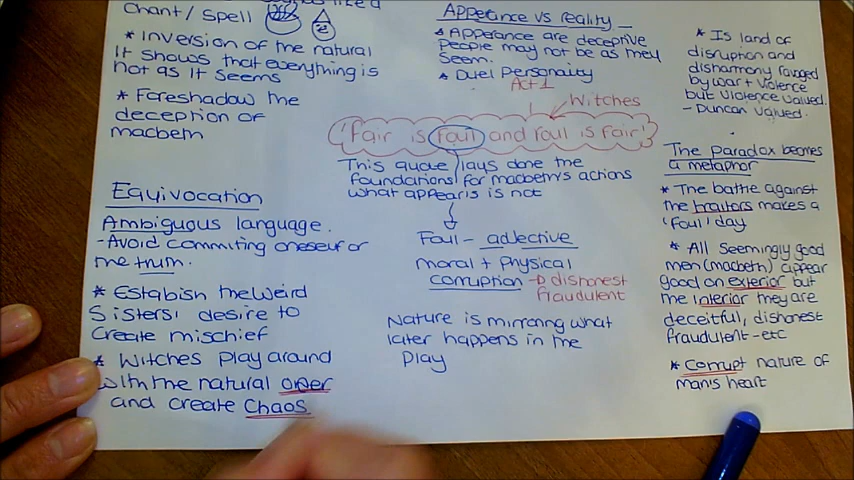 Chant/Spell
* Inversion of the natural
It shows that everything is
not as it seems
* Foreshadow the
deception of
macbeth
Equivocation
Ambiguous language.
-Avoid commiting oneself or
the truth.
* Estabish the Weird
Sisters' desire to
create mischief
* Witches play around
with the natural order
and create Chaos
Apperance vs reality
* Apperance are deceptive
people may not be as they
seem.
* Duel Personality
Act 1
Witches
'Fair is foul and foul is fair'
This quote lays done the
foundations for macbeth's actions
what appears is not
Foul - adjective
moral + physical
corruption → dishonest
fraudulent
Nature is mirroring what
later happens in the
play
* Is land of
disruption and
disharmony ravaged
by war + violence
but violence valued.
- Duncan valued.
The paradox becomes
a metaphor
* The battle against
the traitors makes a
'foul' day
* All seemingly good
men (macbeth) appear
good on exterior but
the interior they are
deceitful, dishonest
fraudulent-etc
* Corrupt nature of
man's heart